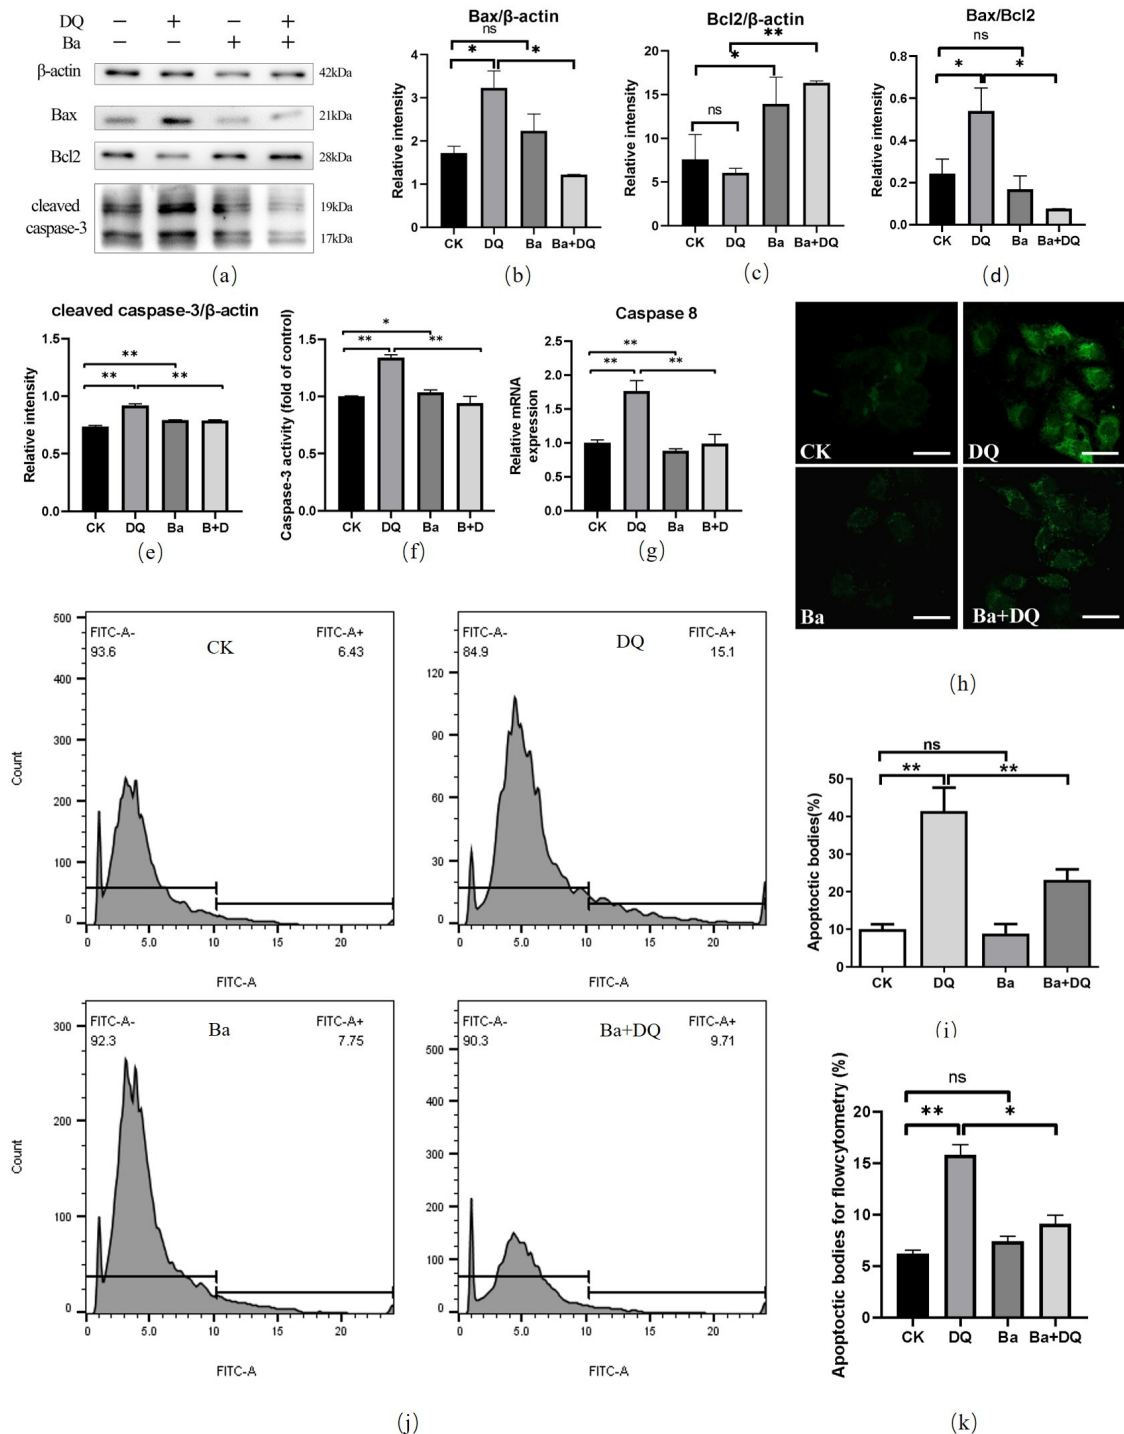 DQ − + − +
Ba − − + +
β-actin 42kDa
Bax 21kDa
Bcl2 28kDa
cleaved
caspase-3
19kDa
17kDa
(a)
Bax/β-actin
ns
* *
Relative intensity
4
3
2
1
0
CK DQ Ba Ba+DQ
(b)
Bcl2/β-actin
**
*
ns
Relative intensity
20
15
10
5
0
CK DQ Ba Ba+DQ
(c)
Bax/Bcl2
ns
* *
Relative intensity
0.8
0.6
0.4
0.2
0.0
CK DQ Ba Ba+DQ
(d)
cleaved caspase-3/β-actin
**
** **
Relative intensity
1.5
1.0
0.5
0.0
CK DQ Ba B+D
(e)
*
** **
Caspase-3 activity (fold of control)
1.5
1.0
0.5
0.0
CK DQ Ba B+D
(f)
Caspase 8
**
** **
Relative mRNA
expression
2.5
2.0
1.5
1.0
0.5
0.0
CK DQ Ba B+D
(g)
CK DQ
Ba Ba+DQ
(h)
FITC-A-
93.6
CK
FITC-A+
6.43
Count
500
400
300
200
100
0
0 5.0 10 15 20
FITC-A
FITC-A-
84.9
DQ
FITC-A+
15.1
120
90
60
30
0
0 5.0 10 15 20
FITC-A
FITC-A-
92.3
Ba
FITC-A+
7.75
Count
300
200
100
0
0 5.0 10 15 20
FITC-A
FITC-A-
90.3
Ba+DQ
FITC-A+
9.71
500
400
300
200
100
0
0 5.0 10 15 20
FITC-A
(j)
ns
** **
Apoptoctic bodies(%)
50
40
30
20
10
0
CK DQ Ba Ba+DQ
(i)
ns
** *
Apoptoctic bodies for flowcytometry (%)
20
15
10
5
0
CK DQ Ba Ba+DQ
(k)